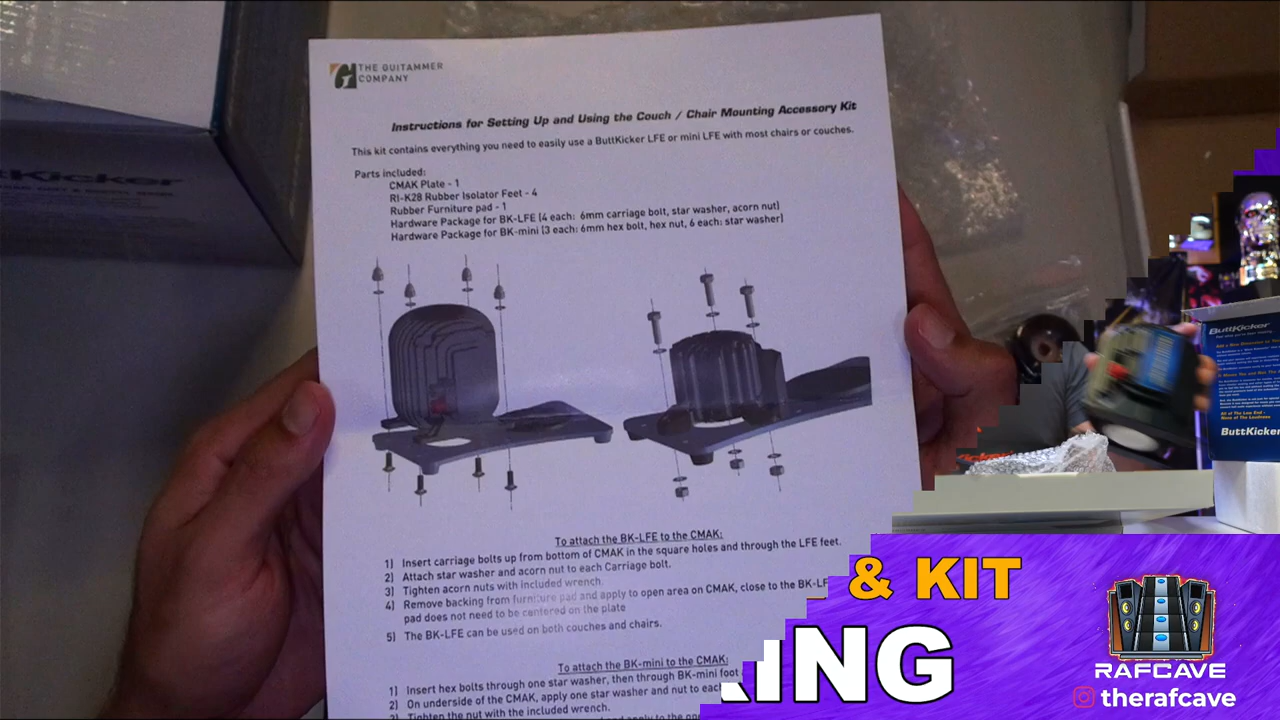 THE GUITAMMER
COMPANY
Instructions for Setting Up and Using the Couch / Chair Mounting Accessory Kit
This kit contains everything you need to easily use a ButtKicker LFE or mini LFE with most chairs or couches.
Parts included:
CMAK Plate - 1
RI-K28 Rubber Isolator Feet - 4
Rubber Furniture pad - 1
Hardware Package for BK-LFE (4 each: 6mm carriage bolt, star washer, acorn nut)
Hardware Package for BK-mini (3 each: 6mm hex bolt, hex nut, 6 each: star washer)
To attach the BK-LFE to the CMAK:
1) Insert carriage bolts up from bottom of CMAK in the square holes and through the LFE feet.
2) Attach star washer and acorn nut to each Carriage bolt.
3) Tighten acorn nuts with included wrench.
4) Remove backing from furniture pad and apply to open area on CMAK, close to the BK-LF
pad does not need to be centered on the plate
5) The BK-LFE can be used on both couches and chairs.
To attach the BK-mini to the CMAK:
1) Insert hex bolts through one star washer, then through BK-mini foot
2) On underside of the CMAK, apply one star washer and nut to each
3) Tighten the nut with the included wrench.
ButtKicker
ButtKicker
& KIT
KING
RAFCAVE
therafcave